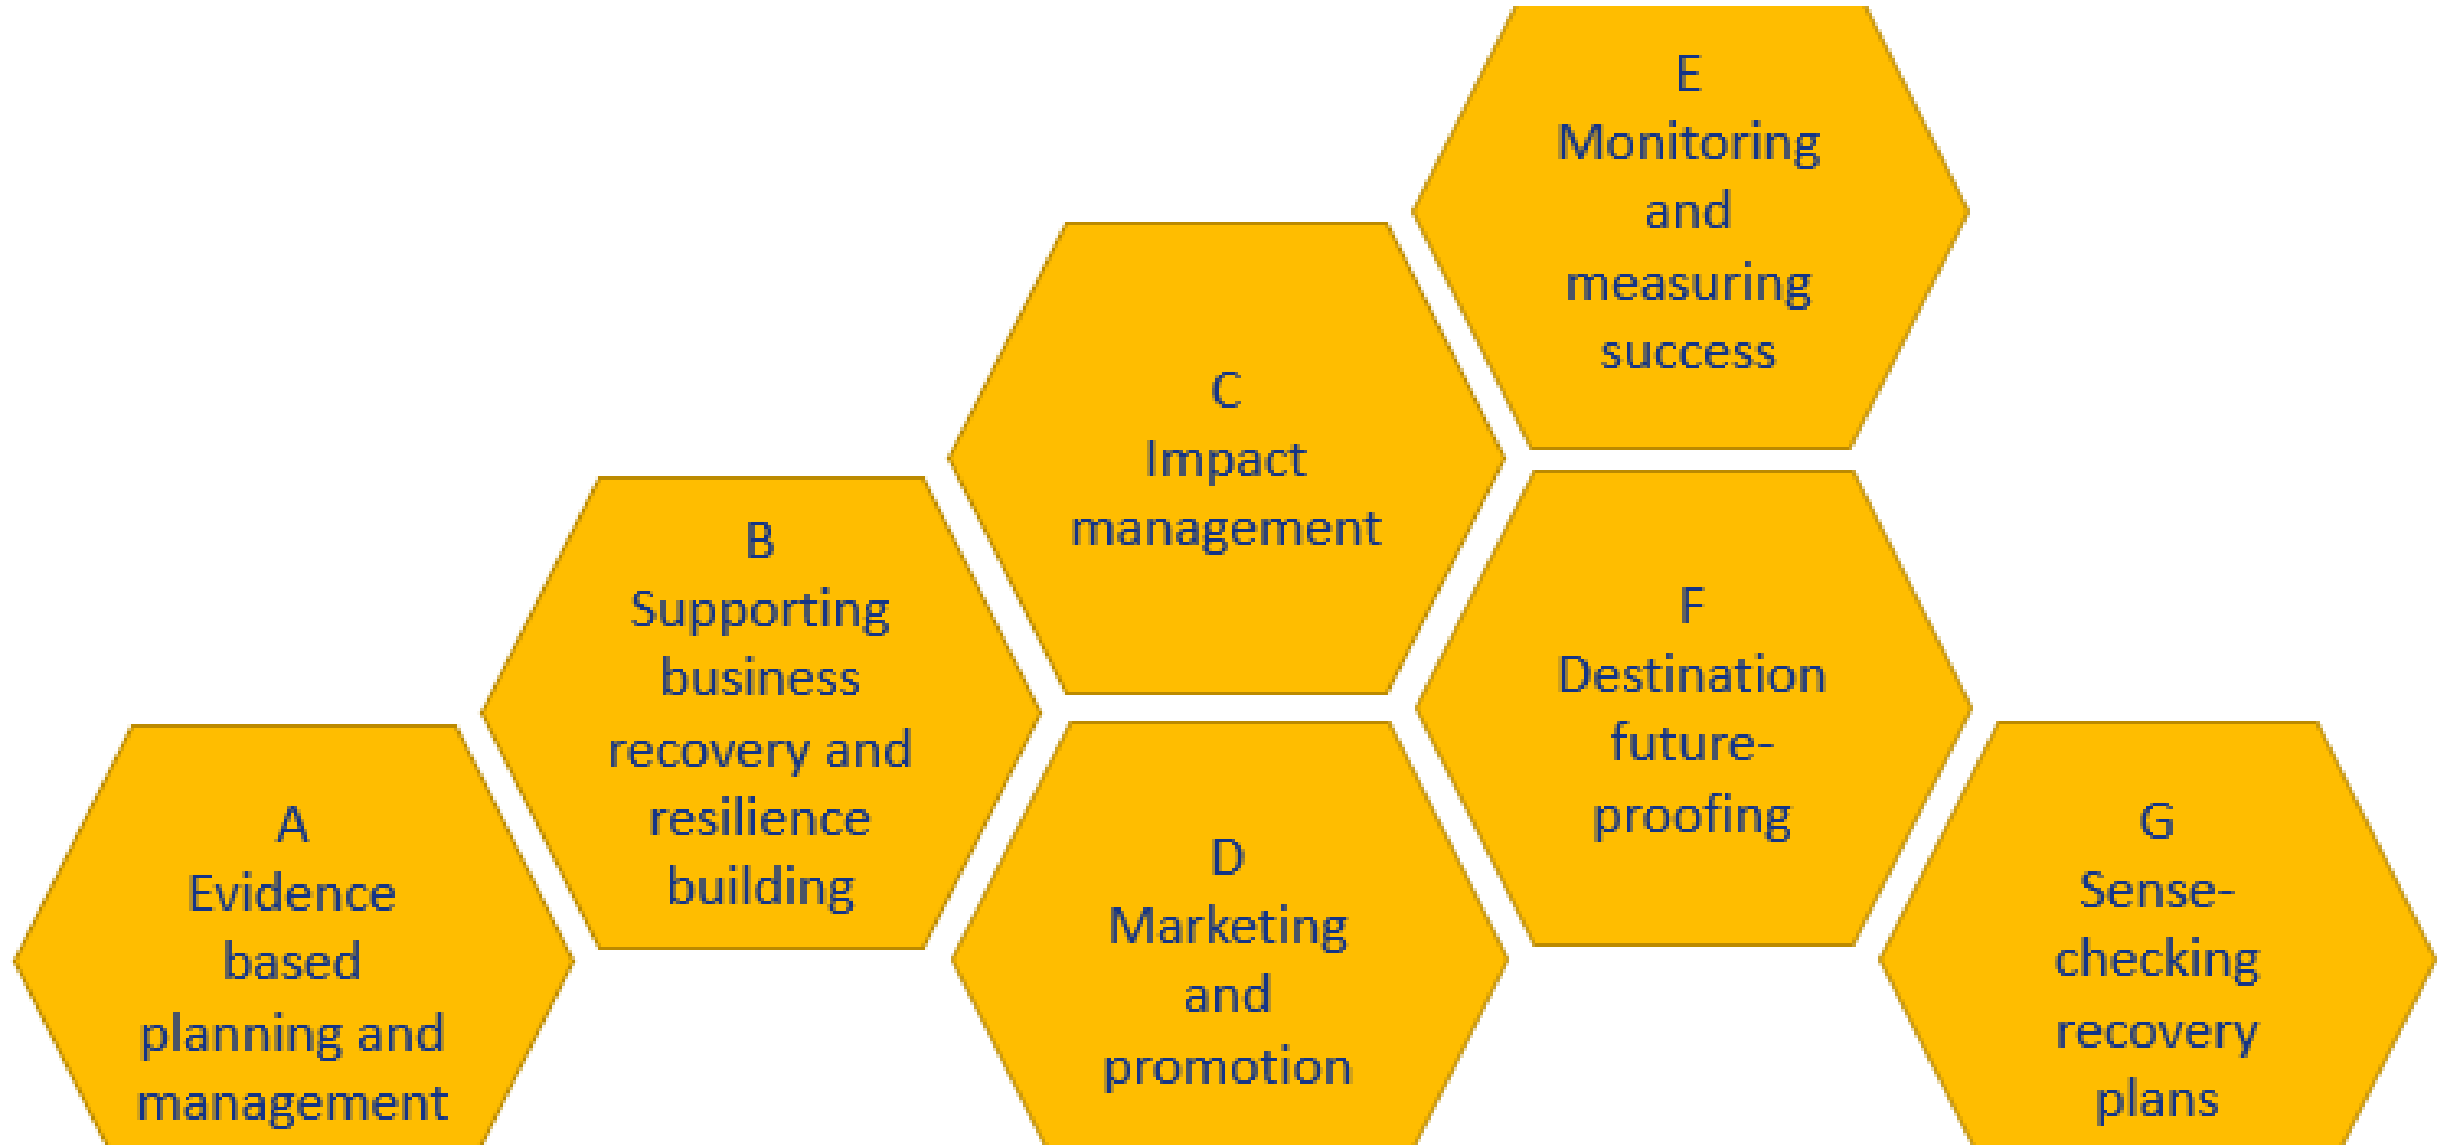 A
Evidence
based
planning and
management
B
Supporting
business
recovery and
resilience
building
C
Impact
management
D
Marketing
and
promotion
E
Monitoring
and
measuring
success
F
Destination
future-
proofing
G
Sense-
checking
recovery
plans